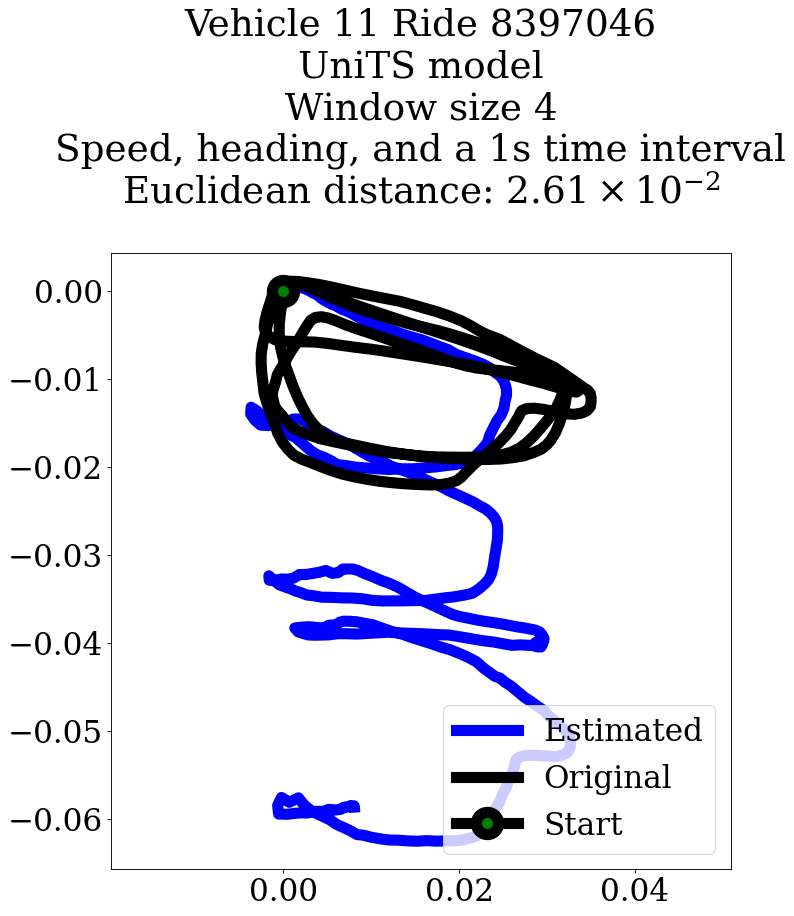 Vehicle 11 Ride 8397046
UniTS model
Window size 4
Speed, heading, and a 1s time interval
Euclidean distance: 2.61 × 10⁻²
0.00
−0.01
−0.02
−0.03
−0.04
−0.05
−0.06
Estimated
Original
Start
0.00 0.02 0.04